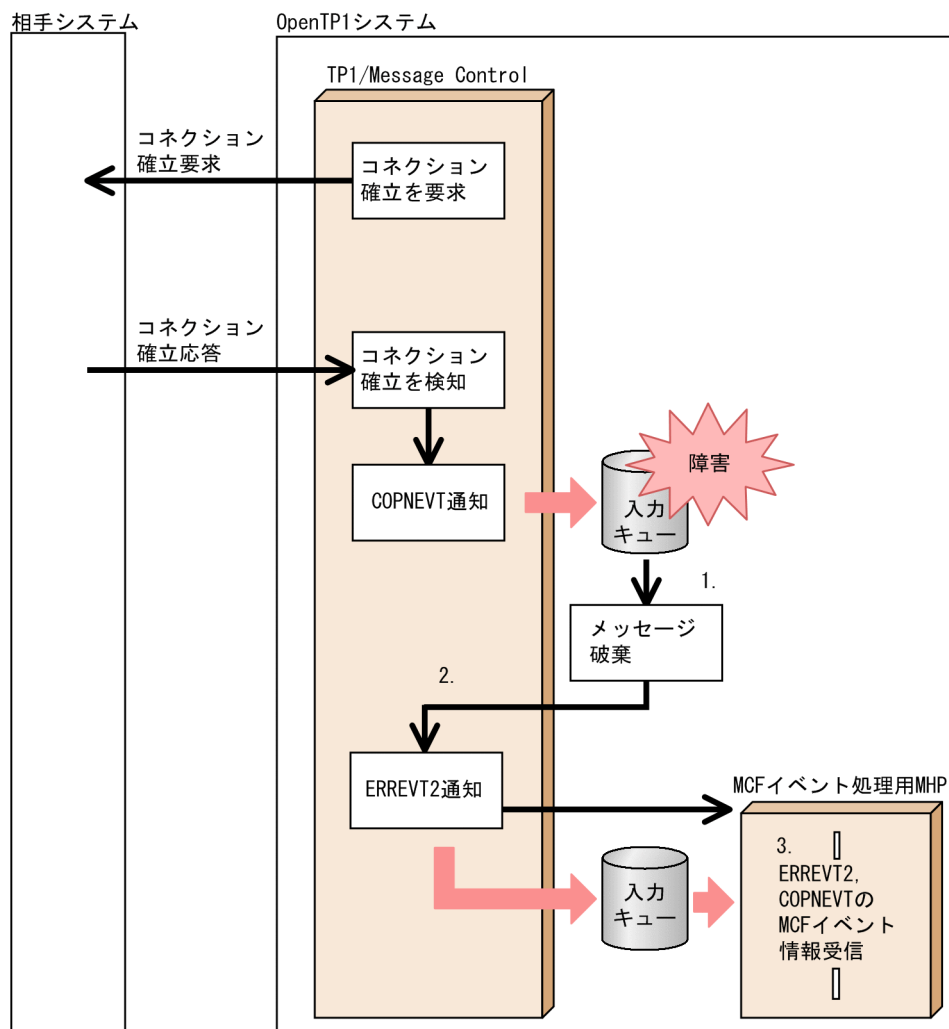 相手システム
OpenTP1システム
TP1/Message Control
コネクション
確立要求
コネクション
確立を要求
コネクション
確立応答
コネクション
確立を検知
COPNEVT通知
障害
入力
キュー
1.
メッセージ
破棄
2.
ERREVT2通知
MCFイベント処理用MHP
入力
キュー
3.
ERREVT2,
COPNEVTの
MCFイベント
情報受信